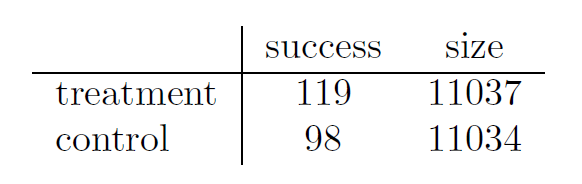 success size
treatment 119 11037
control 98 11034